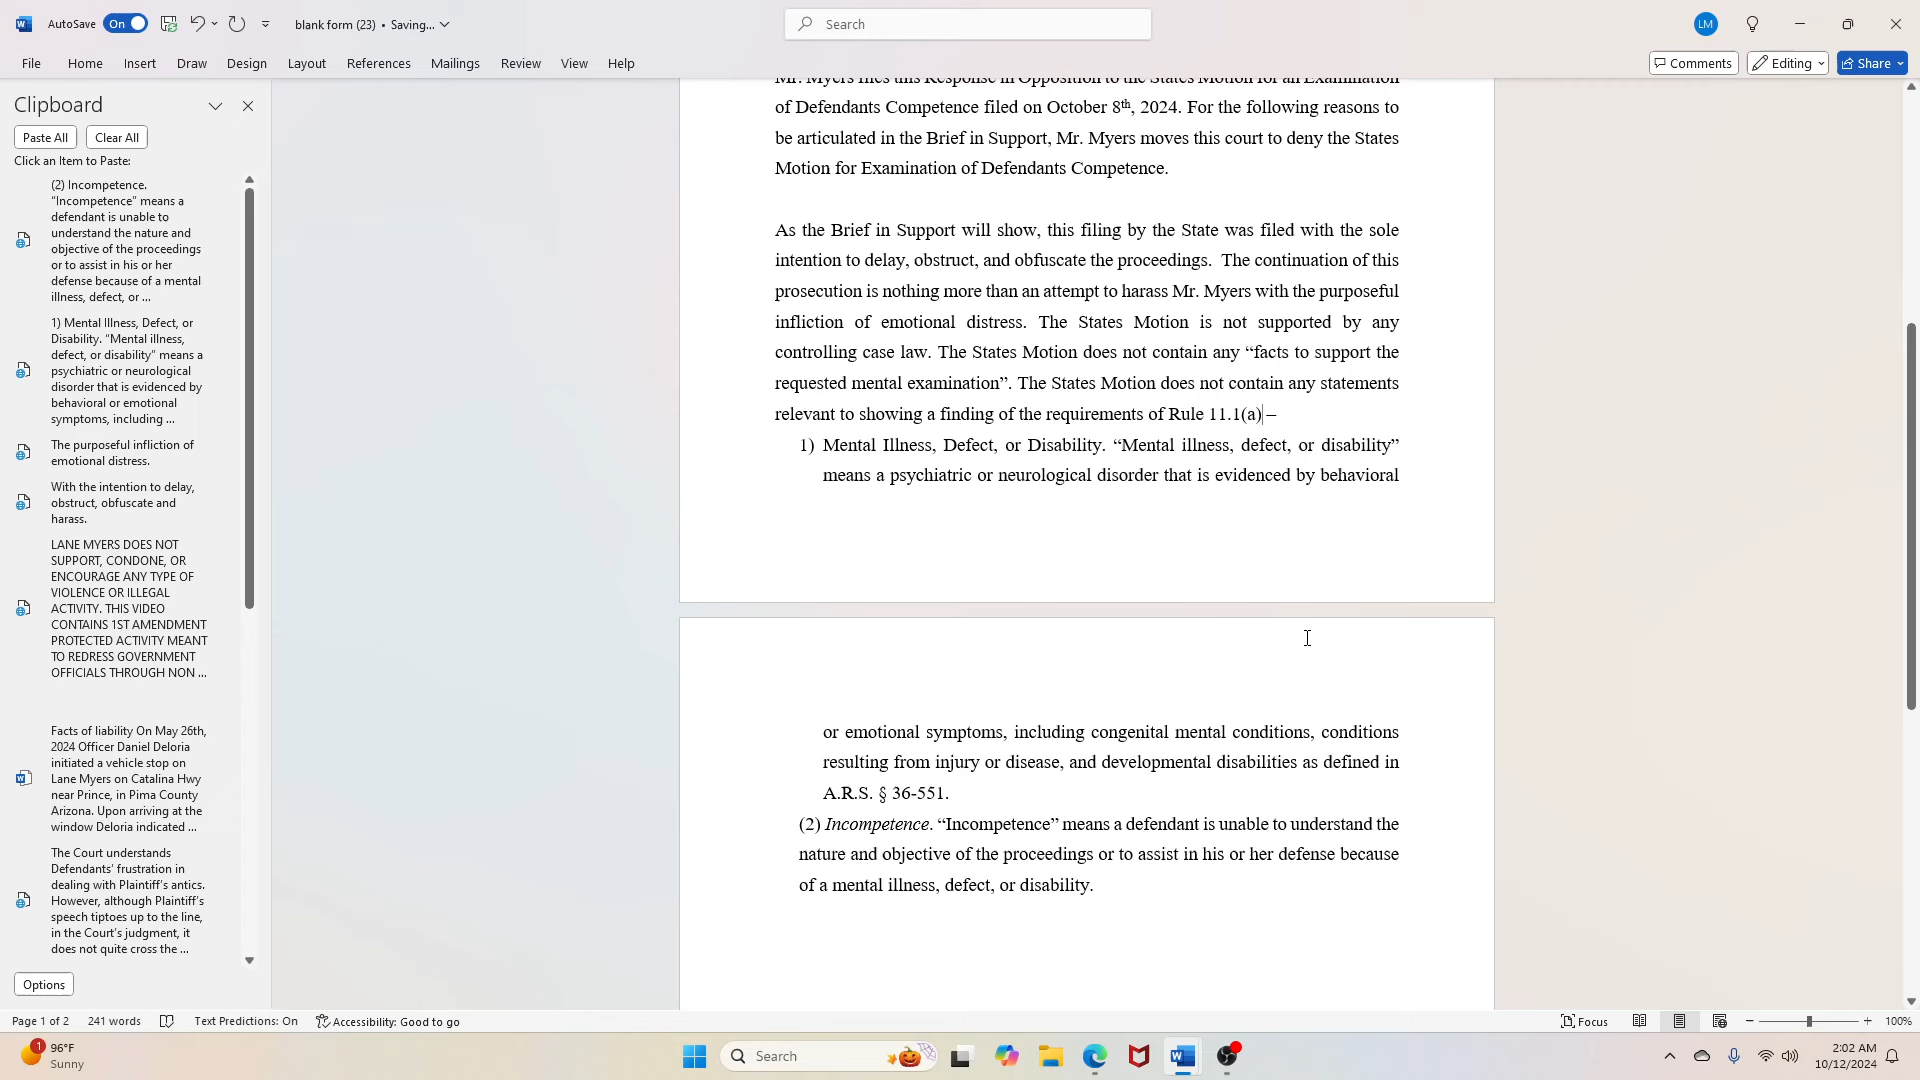 AutoSave On blank form (23) • Saving... Search LM
File Home Insert Draw Design Layout References Mailings Review View Help Comments Editing Share
Clipboard
Paste All Clear All
Click an Item to Paste:
(2) Incompetence.
“Incompetence” means a
defendant is unable to
understand the nature and
objective of the proceedings
or to assist in his or her
defense because of a mental
illness, defect, or ...
1) Mental Illness, Defect, or
Disability. “Mental illness,
defect, or disability” means a
psychiatric or neurological
disorder that is evidenced by
behavioral or emotional
symptoms, including ...
The purposeful infliction of
emotional distress.
With the intention to delay,
obstruct, obfuscate and
harass.
LANE MYERS DOES NOT
SUPPORT, CONDONE, OR
ENCOURAGE ANY TYPE OF
VIOLENCE OR ILLEGAL
ACTIVITY. THIS VIDEO
CONTAINS 1ST AMENDMENT
PROTECTED ACTIVITY MEANT
TO REDRESS GOVERNMENT
OFFICIALS THROUGH NON ...
Facts of liability On May 26th,
2024 Officer Daniel Deloria
initiated a vehicle stop on
Lane Myers on Catalina Hwy
near Prince, in Pima County
Arizona. Upon arriving at the
window Deloria indicated ...
The Court understands
Defendants’ frustration in
dealing with Plaintiff’s antics.
However, although Plaintiff’s
speech tiptoes up to the line,
in the Court’s judgment, it
does not quite cross the ...
Options
Mr. Myers files this Response in Opposition to the States Motion for an Examination
of Defendants Competence filed on October 8th, 2024. For the following reasons to
be articulated in the Brief in Support, Mr. Myers moves this court to deny the States
Motion for Examination of Defendants Competence.
As the Brief in Support will show, this filing by the State was filed with the sole
intention to delay, obstruct, and obfuscate the proceedings. The continuation of this
prosecution is nothing more than an attempt to harass Mr. Myers with the purposeful
infliction of emotional distress. The States Motion is not supported by any
controlling case law. The States Motion does not contain any “facts to support the
requested mental examination”. The States Motion does not contain any statements
relevant to showing a finding of the requirements of Rule 11.1(a) –
1) Mental Illness, Defect, or Disability. “Mental illness, defect, or disability”
means a psychiatric or neurological disorder that is evidenced by behavioral
or emotional symptoms, including congenital mental conditions, conditions
resulting from injury or disease, and developmental disabilities as defined in
A.R.S. § 36-551.
(2) Incompetence. “Incompetence” means a defendant is unable to understand the
nature and objective of the proceedings or to assist in his or her defense because
of a mental illness, defect, or disability.
Page 1 of 2 241 words Text Predictions: On Accessibility: Good to go Focus 100%
1 96°F
Sunny
Search
2:02 AM
10/12/2024